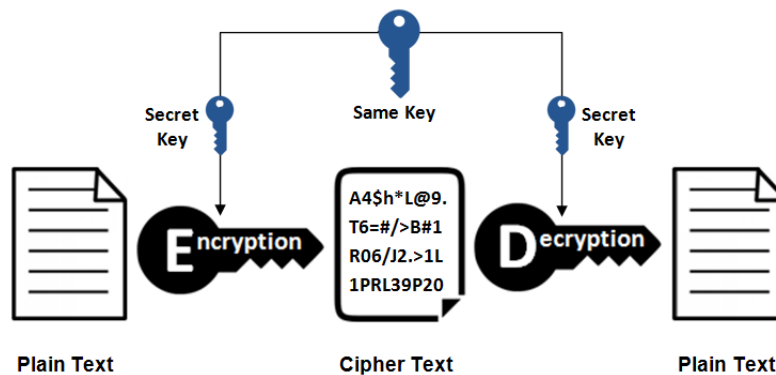 Same Key
Secret
Key
Secret
Key
Encryption
A4$h*L@9.
T6=#/>B#1
R06/J2.>1L
1PRL39P20
Decryption
Plain Text
Cipher Text
Plain Text